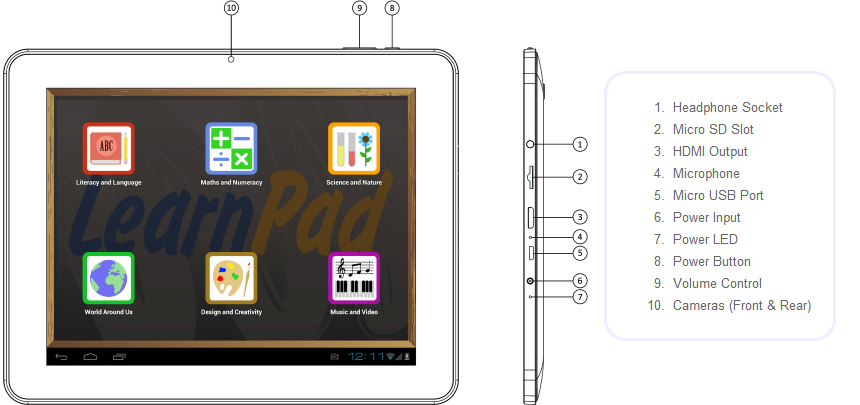 10
9
8
ABC
Literacy and Language
Maths and Numeracy
Science and Nature
LearnPad
World Around Us
Design and Creativity
Music and Video
12:11
1
2
3
4
5
6
7
1. Headphone Socket
2. Micro SD Slot
3. HDMI Output
4. Microphone
5. Micro USB Port
6. Power Input
7. Power LED
8. Power Button
9. Volume Control
10. Cameras (Front & Rear)